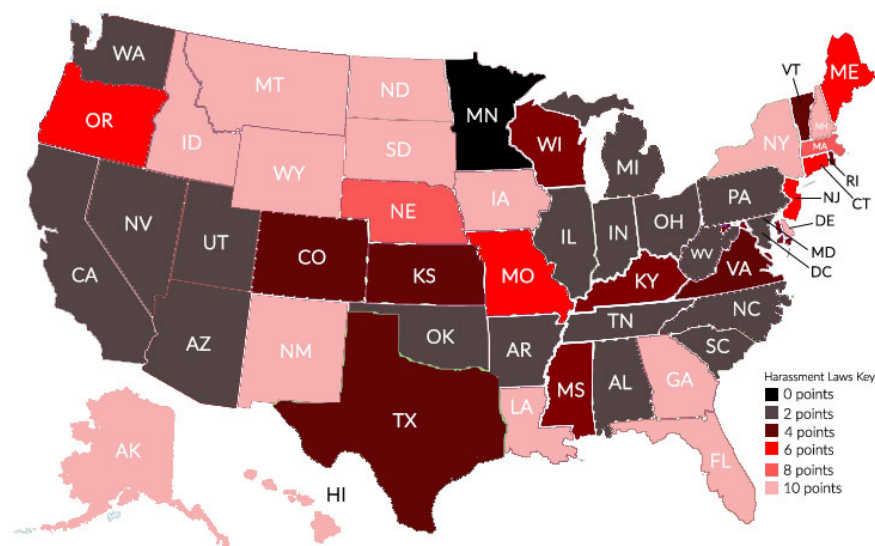 WA
MT
ND
MN
VT
ME
OR
ID
SD
WI
NY
NH
MA
WY
MI
RI
CT
NE
IA
PA
NJ
NV
UT
IL
IN
OH
DE
CO
KS
MO
WV
MD
CA
KY
VA
DC
AZ
NM
OK
AR
TN
NC
SC
TX
LA
MS
AL
GA
AK
HI
FL
Harassment Laws Key
0 points
2 points
4 points
6 points
8 points
10 points